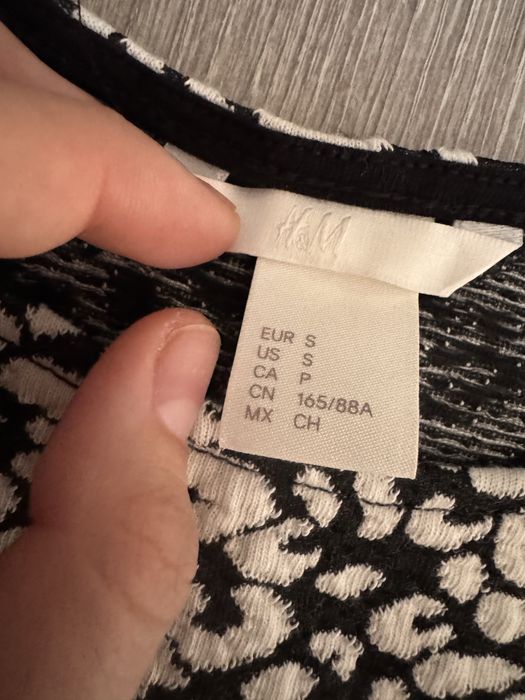 H&M
EUR S
US S
CA P
CN 165/88A
MX CH